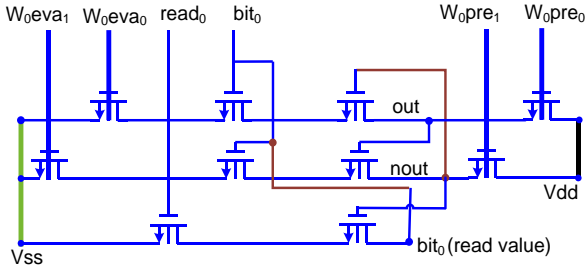 W₀eva₁ W₀eva₀ read₀ bit₀ W₀pre₁ W₀pre₀
out
nout
Vdd
Vss
bit₀(read value)